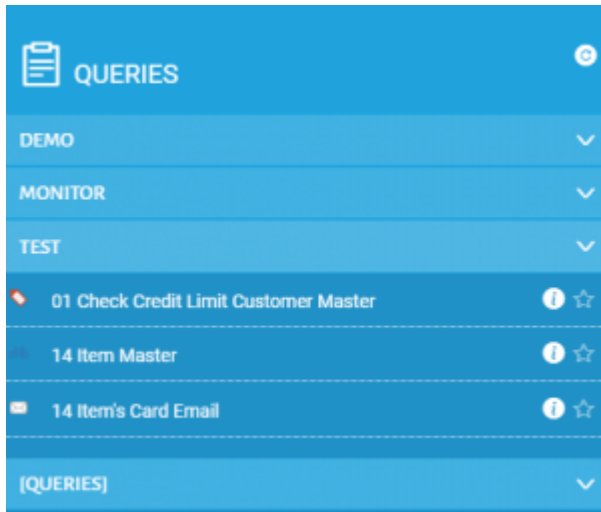 QUERIES
DEMO
MONITOR
TEST
01 Check Credit Limit Customer Master
14 Item Master
14 Item's Card Email
[QUERIES]